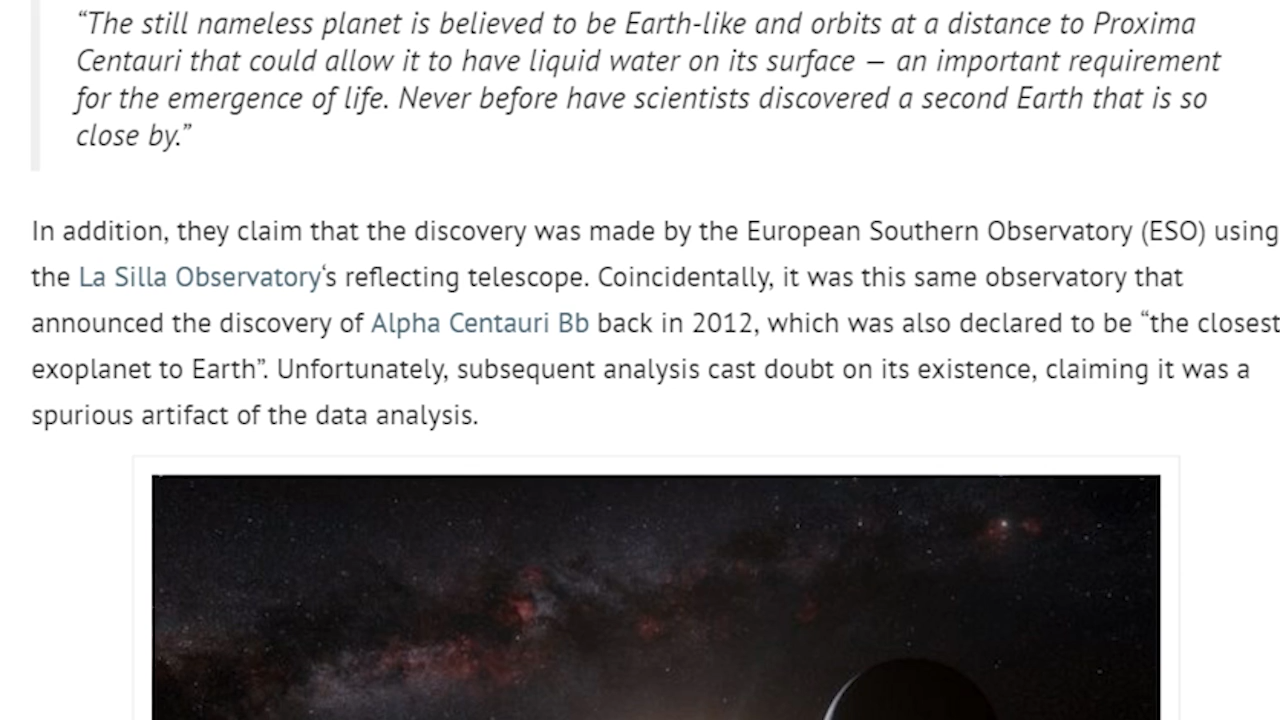 “The still nameless planet is believed to be Earth-like and orbits at a distance to Proxima
Centauri that could allow it to have liquid water on its surface – an important requirement
for the emergence of life. Never before have scientists discovered a second Earth that is so
close by.”
In addition, they claim that the discovery was made by the European Southern Observatory (ESO) using
the La Silla Observatory‘s reflecting telescope. Coincidentally, it was this same observatory that
announced the discovery of Alpha Centauri Bb back in 2012, which was also declared to be “the closest
exoplanet to Earth”. Unfortunately, subsequent analysis cast doubt on its existence, claiming it was a
spurious artifact of the data analysis.